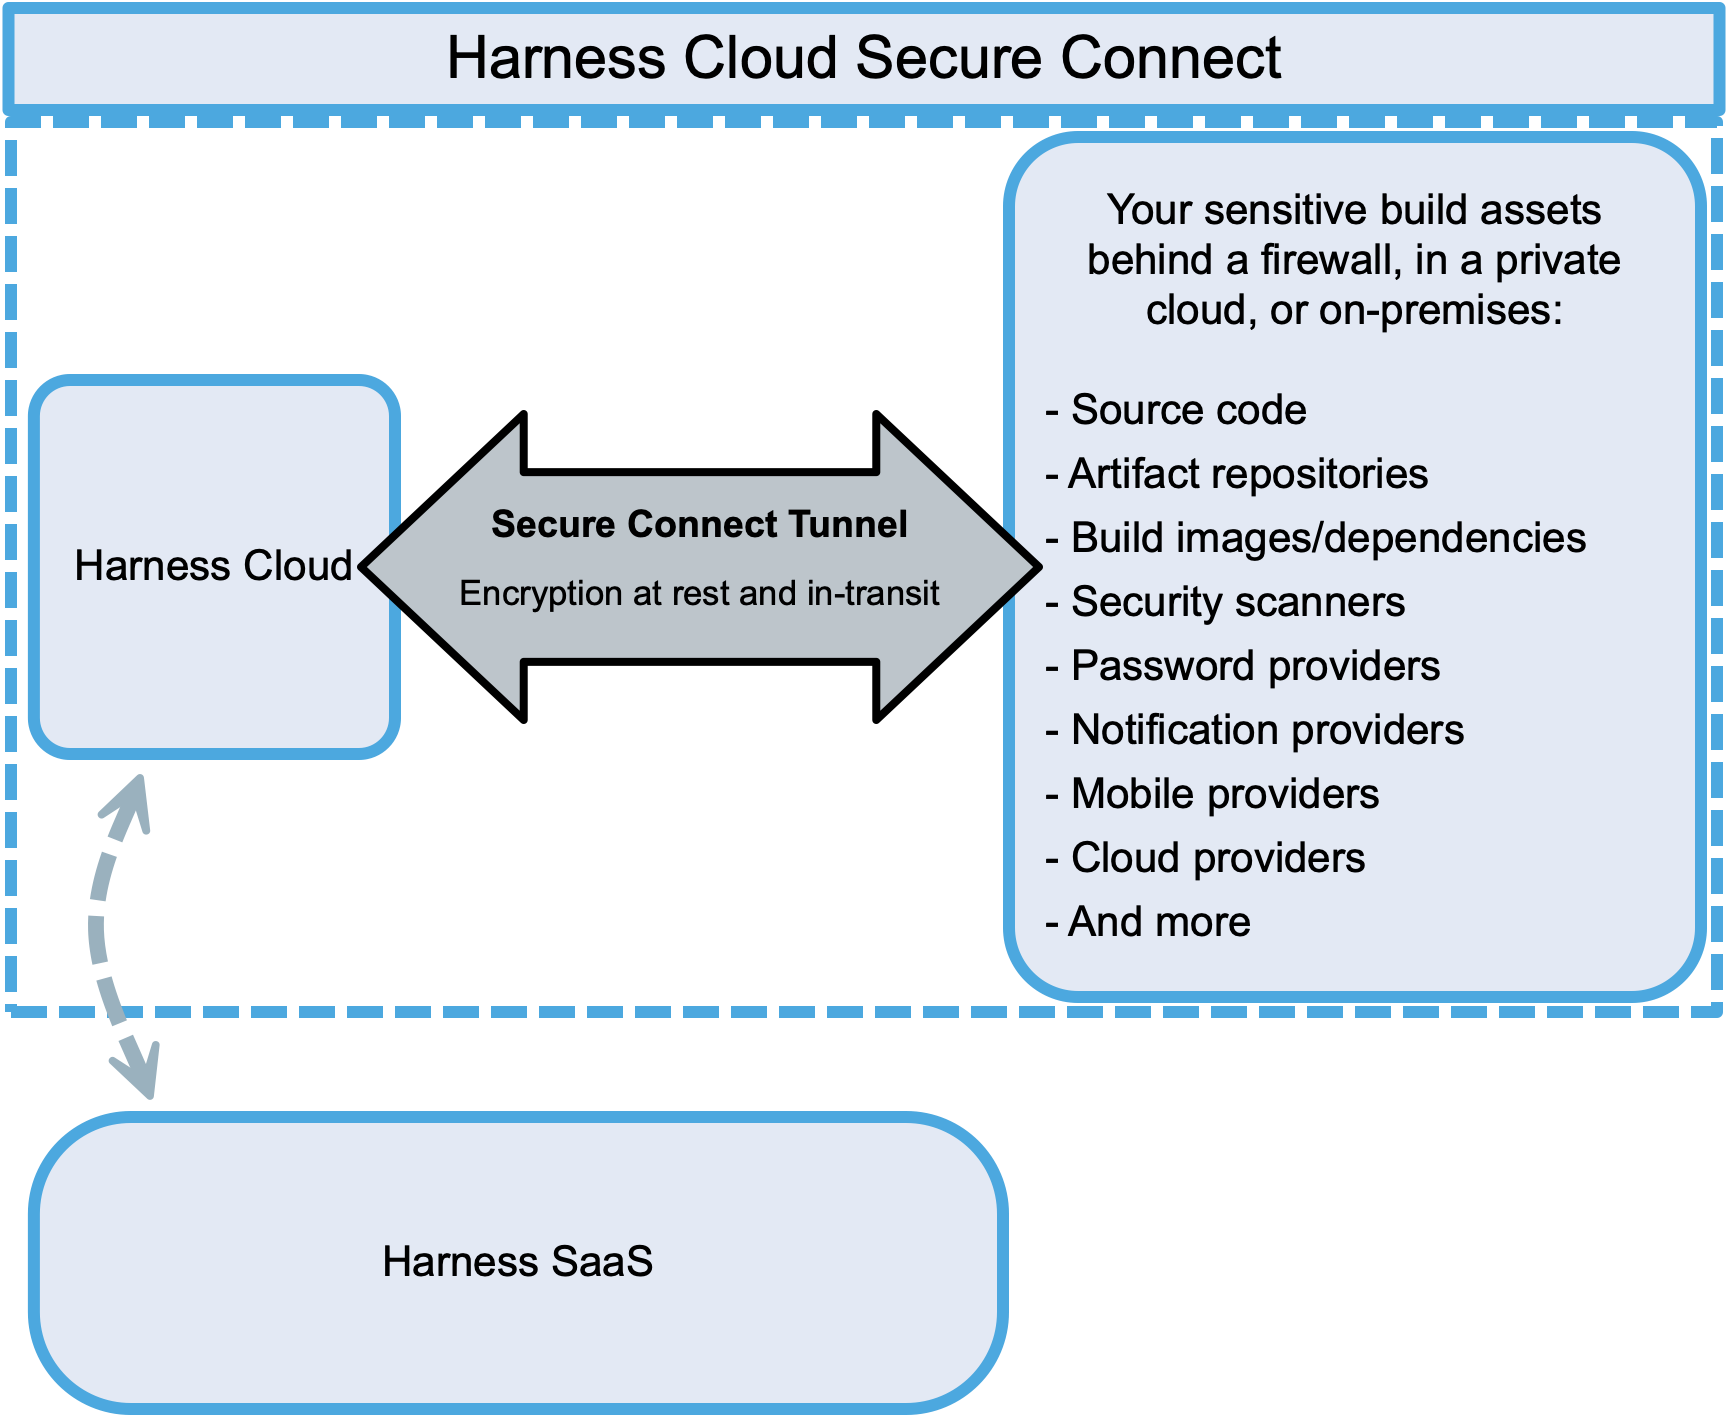 Harness Cloud Secure Connect
Your sensitive build assets
behind a firewall, in a private
cloud, or on-premises:
- Source code
- Artifact repositories
- Build images/dependencies
- Security scanners
- Password providers
- Notification providers
- Mobile providers
- Cloud providers
- And more
Harness Cloud
Secure Connect Tunnel
Encryption at rest and in-transit
Harness SaaS